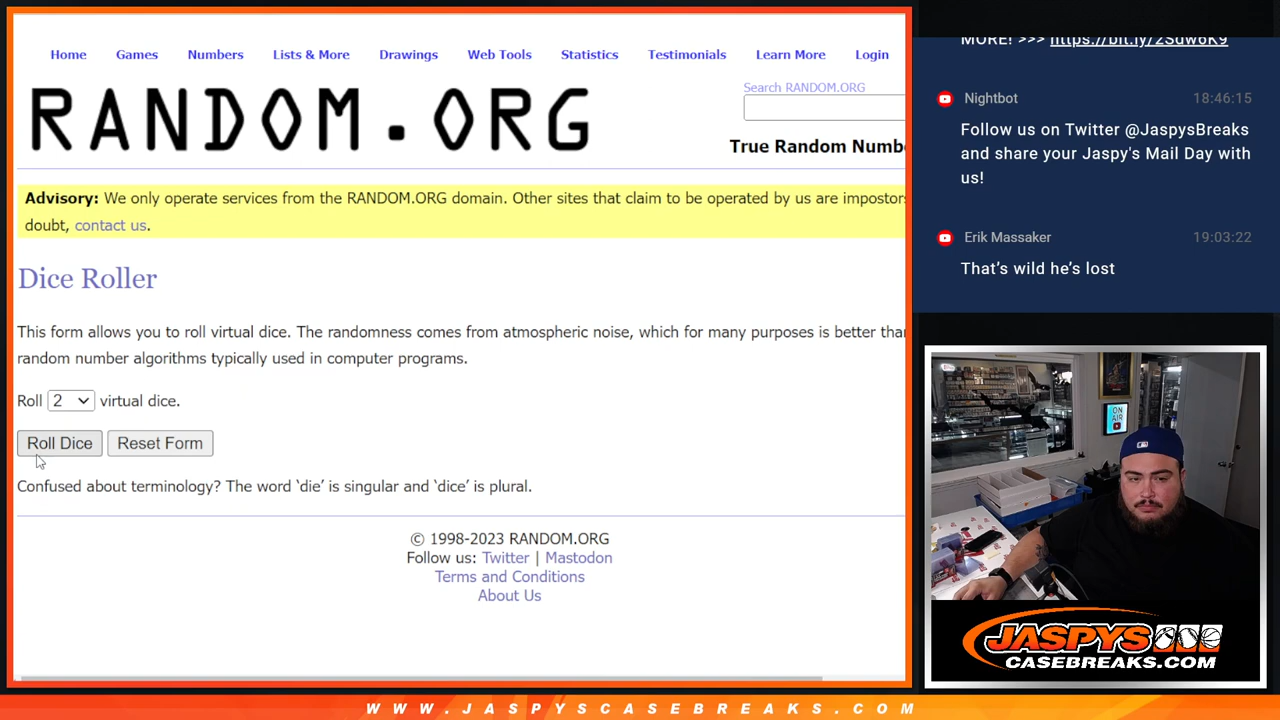 Home Games Numbers Lists & More Drawings Web Tools Statistics Testimonials Learn More Login
RANDOM.ORG
Search RANDOM.ORG
True Random Numbe
Advisory: We only operate services from the RANDOM.ORG domain. Other sites that claim to be operated by us are impostors
doubt, contact us.
Dice Roller
This form allows you to roll virtual dice. The randomness comes from atmospheric noise, which for many purposes is better than
random number algorithms typically used in computer programs.
Roll 2 virtual dice.
Roll Dice Reset Form
Confused about terminology? The word ‘die’ is singular and ‘dice’ is plural.
© 1998-2023 RANDOM.ORG
Follow us: Twitter | Mastodon
Terms and Conditions
About Us
MORE! >>> https://bit.ly/2Sdw6K9
Nightbot 18:46:15
Follow us on Twitter @JaspysBreaks
and share your Jaspy's Mail Day with
us!
Erik Massaker 19:03:22
That’s wild he’s lost
ON
AIR
JASPYS
CASEBREAKS.COM
WWW.JASPYSCASEBREAKS.COM